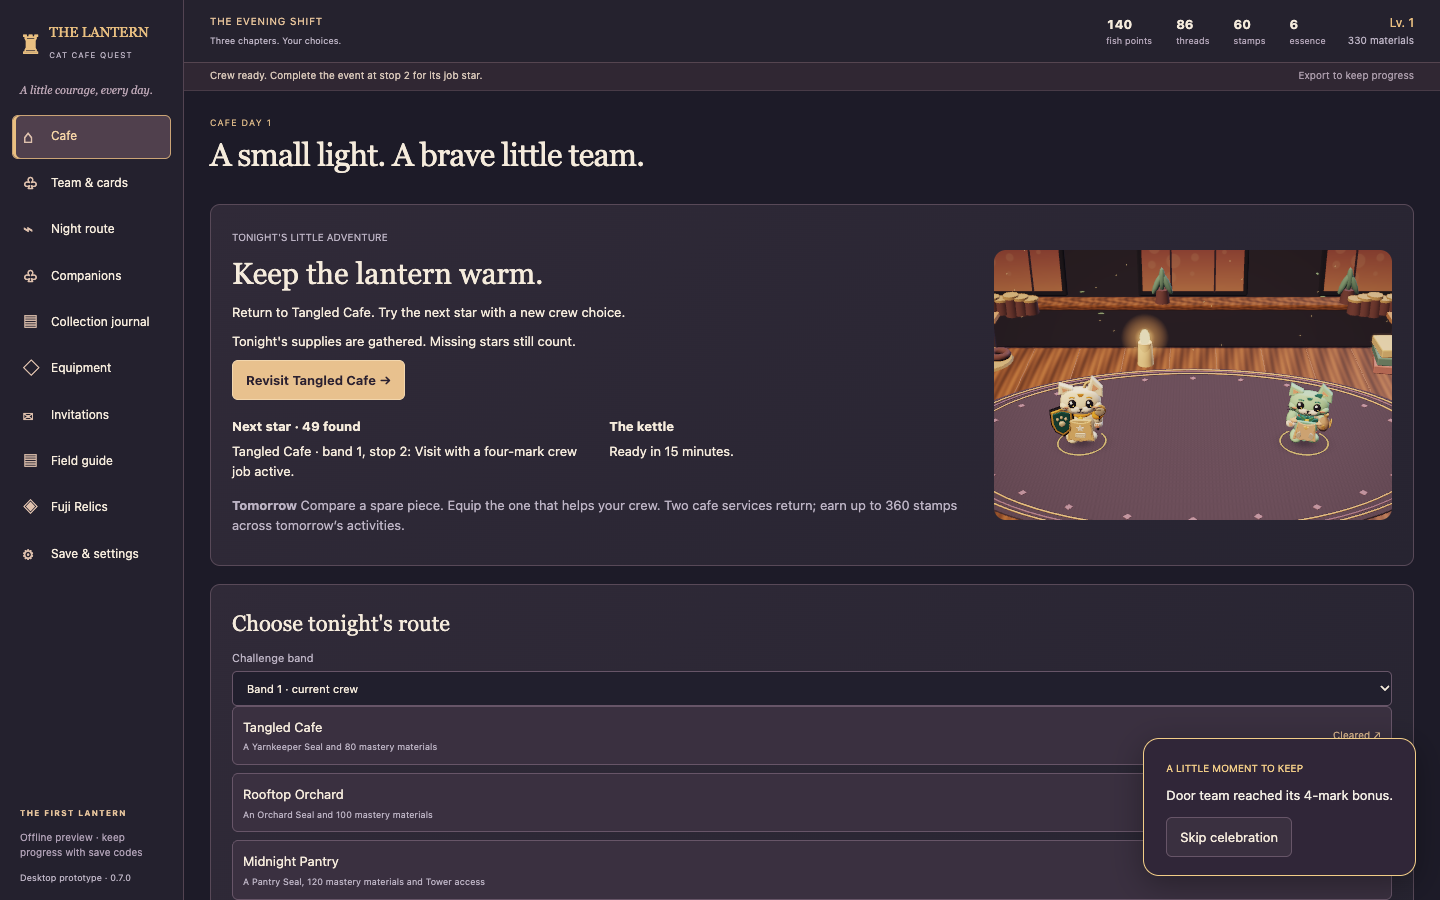 THE LANTERN
CAT CAFE QUEST
A little courage, every day.
Cafe
Team & cards
Night route
Companions
Collection journal
Equipment
Invitations
Field guide
Fuji Relics
Save & settings
THE FIRST LANTERN
Offline preview · keep
progress with save codes
Desktop prototype · 0.7.0
THE EVENING SHIFT
Three chapters. Your choices.
140
fish points
86
threads
60
stamps
6
essence
Lv. 1
330 materials
Crew ready. Complete the event at stop 2 for its job star.
Export to keep progress
CAFE DAY 1
A small light. A brave little team.
TONIGHT'S LITTLE ADVENTURE
Keep the lantern warm.
Return to Tangled Cafe. Try the next star with a new crew choice.
Tonight's supplies are gathered. Missing stars still count.
Revisit Tangled Cafe →
Next star · 49 found
Tangled Cafe · band 1, stop 2: Visit with a four-mark crew
job active.
The kettle
Ready in 15 minutes.
Tomorrow Compare a spare piece. Equip the one that helps your crew. Two cafe services return; earn up to 360 stamps
across tomorrow's activities.
Choose tonight's route
Challenge band
Band 1 · current crew
Tangled Cafe
A Yarnkeeper Seal and 80 mastery materials
Cleared ↗
Rooftop Orchard
An Orchard Seal and 100 mastery materials
Midnight Pantry
A Pantry Seal, 120 mastery materials and Tower access
A LITTLE MOMENT TO KEEP
Door team reached its 4-mark bonus.
Skip celebration